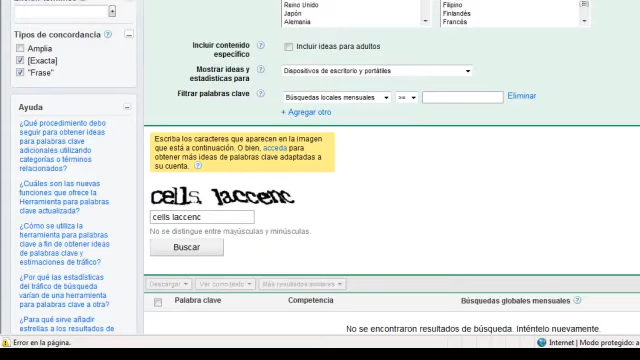 Reino Unido
Japón
Alemania
Filipino
Finlandés
Francés
Tipos de concordancia
Amplia
[Exacta]
"Frase"
Incluir contenido específico
Incluir ideas para adultos
Mostrar ideas y estadísticas para
Dispositivos de escritorio y portátiles
Filtrar palabras clave
Búsquedas locales mensuales
>=
Eliminar
+ Agregar otro
Ayuda
¿Qué procedimiento debo
seguir para obtener ideas
para palabras clave
adicionales utilizando
categorías o términos
relacionados?
¿Cuáles son las nuevas
funciones que ofrece la
Herramienta para palabras
clave actualizada?
¿Cómo se utiliza la
herramienta para palabras
clave a fin de obtener ideas
de palabras clave y
estimaciones de tráfico?
¿Por qué las estadísticas
del tráfico de búsqueda
varían de una herramienta
para palabras clave a otra?
¿Para qué sirve añadir
estrellas a los resultados de
Escriba los caracteres que aparecen en la imagen
que está a continuación. O bien, acceda para
obtener más ideas de palabras clave adaptadas a
su cuenta.
cells laccenc
cells laccenc
No se distingue entre mayúsculas y minúsculas.
Buscar
Descargar
Ver como texto
Más resultados similares
Palabra clave
Competencia
Búsquedas globales mensuales
No se encontraron resultados de búsqueda. Inténtelo nuevamente.
Error en la página.
Internet | Modo protegido: a